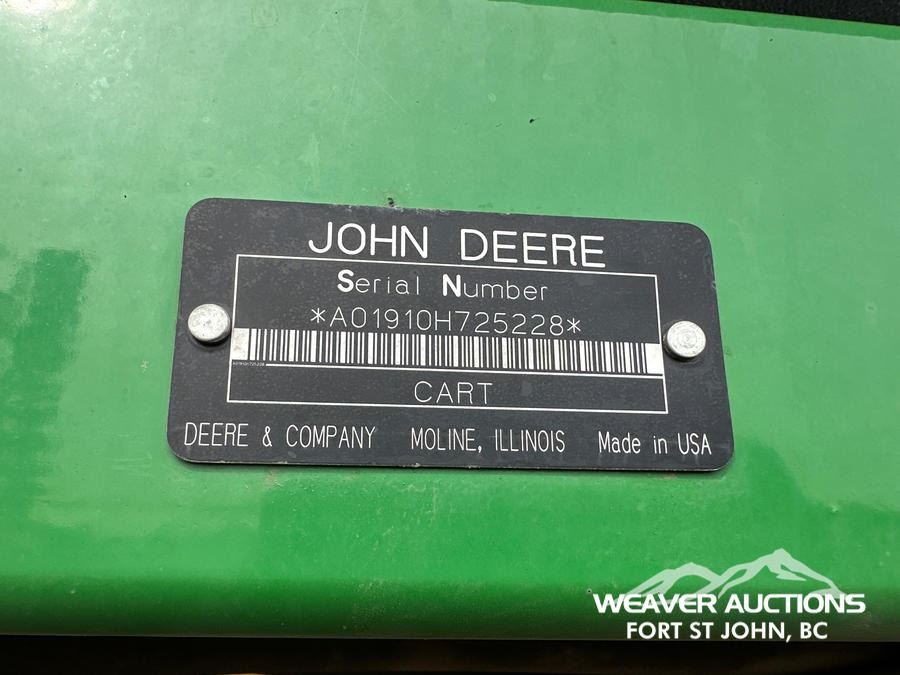 JOHN DEERE
Serial Number
*A01910H725228*
A01910H725228
CART
DEERE & COMPANY MOLINE, ILLINOIS Made in USA
WEAVER AUCTIONS
FORT ST JOHN, BC